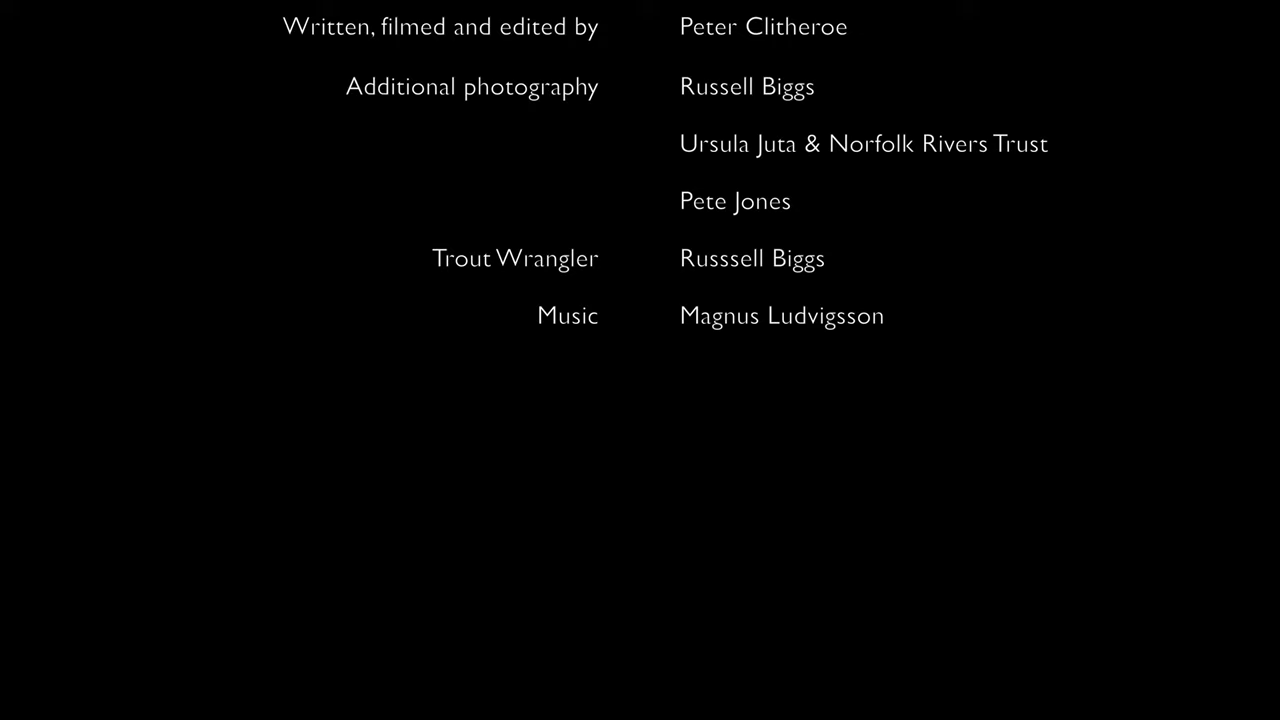 Written, filmed and edited by Peter Clitheroe
Additional photography Russell Biggs
Ursula Juta & Norfolk Rivers Trust
Pete Jones
Trout Wrangler Russsell Biggs
Music Magnus Ludvigsson